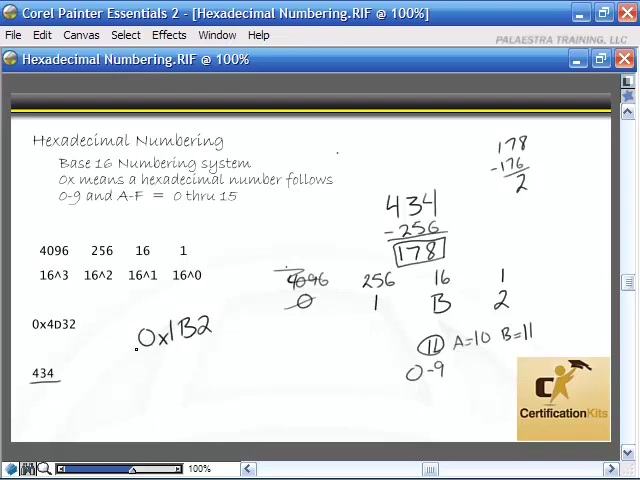 Corel Painter Essentials 2 - [Hexadecimal Numbering.RIF @ 100%]
File Edit Canvas Select Effects Window Help
PALAESTRA TRAINING, LLC
Hexadecimal Numbering.RIF @ 100%
Hexadecimal Numbering
Base 16 Numbering system
0x means a hexadecimal number follows
0-9 and A-F = 0 thru 15
178
-176
2
434
-256
178
4096 256 16 1
16^3 16^2 16^1 16^0
4096 256 16 1
0 1 B 2
0x4D32
0x1B2
11 A=10 B=11
0-9
434
CertificationKits
100%